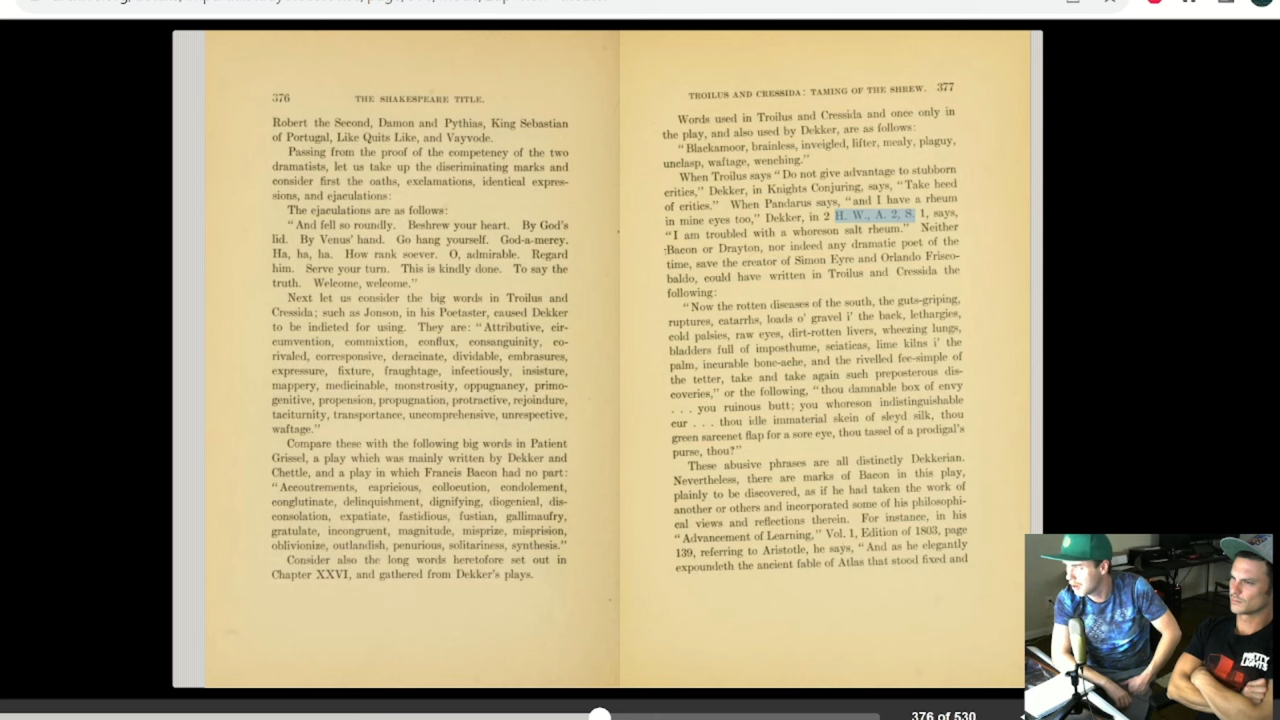 376 THE SHAKESPEARE TITLE.
Robert the Second, Damon and Pythias, King Sebastian
of Portugal, Like Quits Like, and Vayvode.
Passing from the proof of the competency of the two
dramatists, let us take up the discriminating marks and
consider first the oaths, exclamations, identical expres-
sions, and ejaculations:
The ejaculations are as follows:
"And fell so roundly. Beshrew your heart. By God's
lid. By Venus' hand. Go hang yourself. God-a-mercy.
Ha, ha, ha. How rank soever. O, admirable. Regard
him. Serve your turn. This is kindly done. To say the
truth. Welcome, welcome."
Next let us consider the big words in Troilus and
Cressida; such as Jonson, in his Poetaster, caused Dekker
to be indicted for using. They are: "Attributive, cir-
cumvention, commixtion, conflux, consanguinity, co-
rivaled, corresponsive, deracinate, dividable, embrasures,
expressure, fixture, fraughtage, infectiously, insisture,
mappery, medicinable, monstrosity, oppugnancy, primo-
genitive, propension, propugnation, protractive, rejoindure,
taciturnity, transportance, uncomprehensive, unrespective,
waftage."
Compare these with the following big words in Patient
Grissel, a play which was mainly written by Dekker and
Chettle, and a play in which Francis Bacon had no part:
"Accoutrements, capricious, collocution, condolement,
conglutinate, delinquishment, dignifying, diogenical, dis-
consolation, expatiate, fastidious, fustian, gallimaufry,
gratulate, incongruent, magnitude, misprize, misprision,
oblivionize, outlandish, penurious, solitariness, synthesis."
Consider also the long words heretofore set out in
Chapter XXVI, and gathered from Dekker's plays.
TROILUS AND CRESSIDA: TAMING OF THE SHREW. 377
Words used in Troilus and Cressida and once only in
the play, and also used by Dekker, are as follows:
"Blackamoor, brainless, inveigled, lifter, mealy, plaguy,
unclasp, waftage, wenching."
When Troilus says "Do not give advantage to stubborn
critics," Dekker, in Knights Conjuring, says, "Take heed
of critics." When Pandarus says, "and I have a rheum
in mine eyes too," Dekker, in 2 H. W., A. 2, S. 1, says,
"I am troubled with a whoreson salt rheum." Neither
Bacon or Drayton, nor indeed any dramatic poet of the
time, save the creator of Simon Eyre and Orlando Frisco-
baldo, could have written in Troilus and Cressida the
following:
"Now the rotten diseases of the south, the guts-griping,
ruptures, catarrhs, loads o' gravel i' the back, lethargies,
cold palsies, raw eyes, dirt-rotten livers, wheezing lungs,
bladders full of imposthume, sciaticas, lime kilns i' the
palm, incurable bone-ache, and the rivelled fee-simple of
the tetter, take and take again such preposterous dis-
coveries," or the following, "thou damnable box of envy
. . . you ruinous butt; you whoreson indistinguishable
cur . . . thou idle immaterial skein of sleyd silk, thou
green sarcenet flap for a sore eye, thou tassel of a prodigal's
purse, thou?"
These abusive phrases are all distinctly Dekkerian.
Nevertheless, there are marks of Bacon in this play,
plainly to be discovered, as if he had taken the work of
another or others and incorporated some of his philosophi-
cal views and reflections therein. For instance, in his
"Advancement of Learning," Vol. 1, Edition of 1803, page
139, referring to Aristotle, he says, "And as he elegantly
expoundeth the ancient fable of Atlas that stood fixed and
PRETTY
LIGHTS
376 of 530